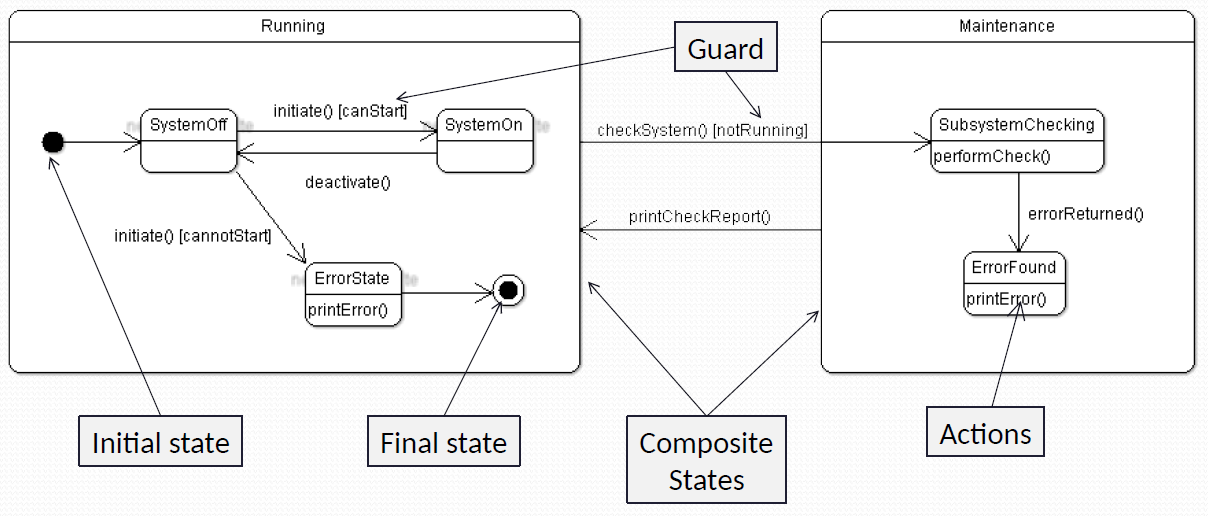 Running
Maintenance
Guard
initiate() [canStart]
SystemOff
SystemOn
checkSystem() [notRunning]
SubsystemChecking
performCheck()
deactivate()
printCheckReport()
errorReturned()
initiate() [cannotStart]
ErrorState
printError()
ErrorFound
printError()
Initial state
Final state
Composite
States
Actions